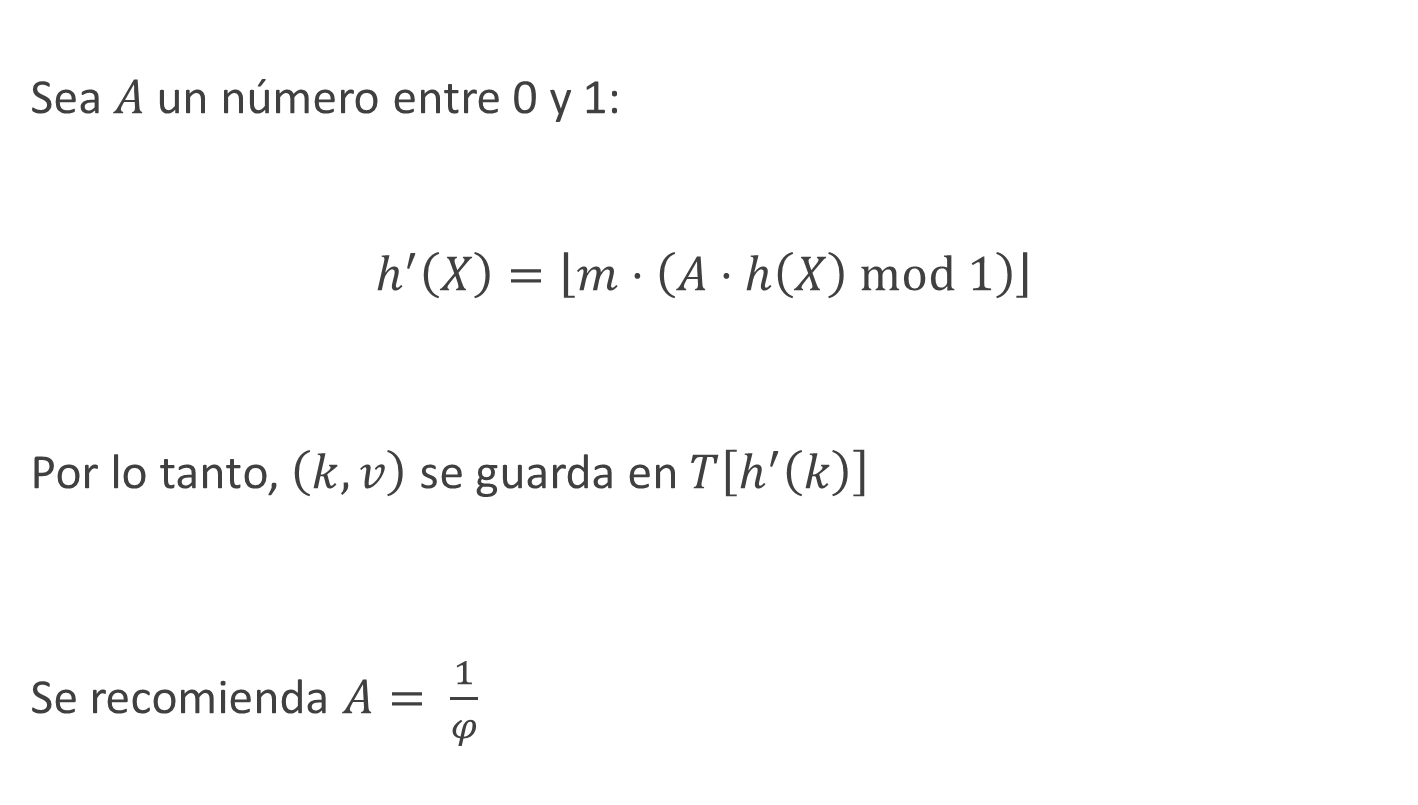 Sea A un número entre 0 y 1:
h′(X) = ⌊m · (A · h(X) mod 1)⌋
Por lo tanto, (k, v) se guarda en T[h′(k)]
Se recomienda A = 1/φ